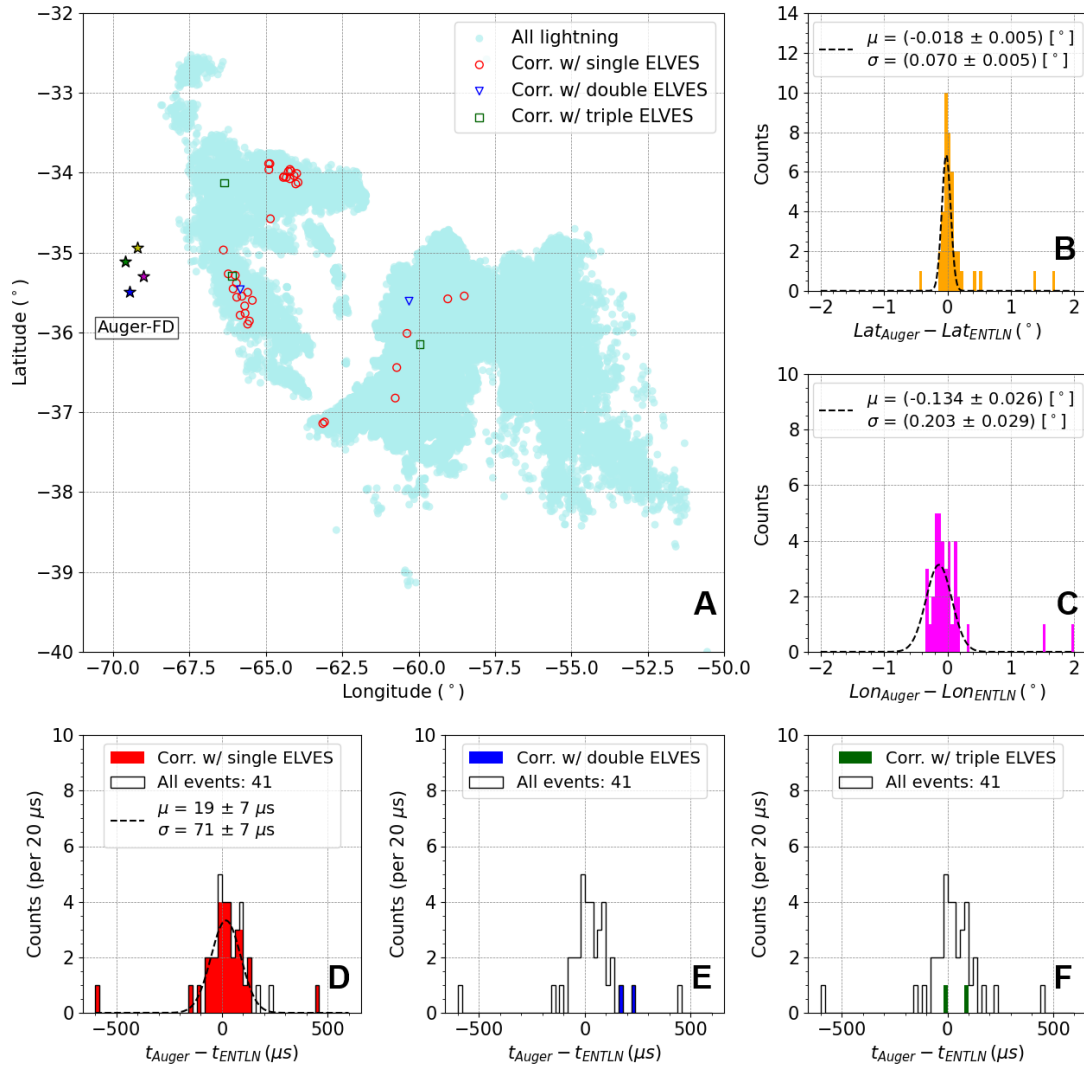 −32
−33
−34
−35
−36
−37
−38
−39
−40
Latitude (°)
All lightning
Corr. w/ single ELVES
Corr. w/ double ELVES
Corr. w/ triple ELVES
Auger-FD
A
−70.0
−67.5
−65.0
−62.5
−60.0
−57.5
−55.0
−52.5
−50.0
Longitude (°)
14
12
10
8
6
4
2
0
Counts
μ = (-0.018 ± 0.005) [°]
σ = (0.070 ± 0.005) [°]
B
−2
−1
0
1
2
Lat_Auger − Lat_ENTLN (°)
10
8
6
4
2
0
Counts
μ = (-0.134 ± 0.026) [°]
σ = (0.203 ± 0.029) [°]
C
−2
−1
0
1
2
Lon_Auger − Lon_ENTLN (°)
10
8
6
4
2
0
Counts (per 20 μs)
Corr. w/ single ELVES
All events: 41
μ = 19 ± 7 μs
σ = 71 ± 7 μs
D
−500
0
500
t_Auger − t_ENTLN (μs)
10
8
6
4
2
0
Counts (per 20 μs)
Corr. w/ double ELVES
All events: 41
E
−500
0
500
t_Auger − t_ENTLN (μs)
10
8
6
4
2
0
Counts (per 20 μs)
Corr. w/ triple ELVES
All events: 41
F
−500
0
500
t_Auger − t_ENTLN (μs)